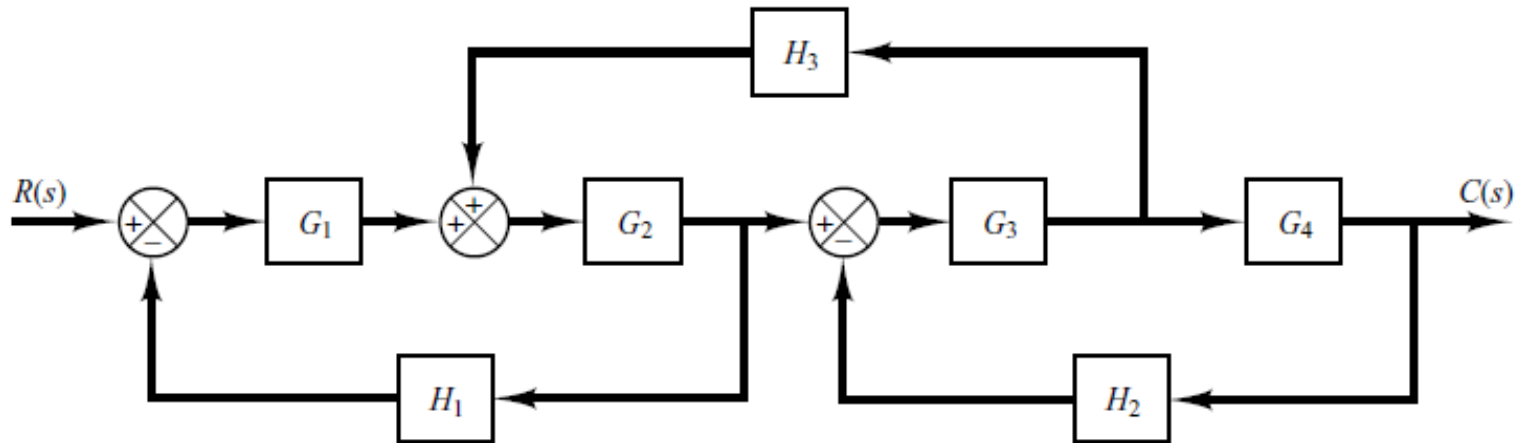 H₃
R(s)
C(s)
+
−
G₁
+
+
G₂
+
−
G₃
G₄
H₁
H₂